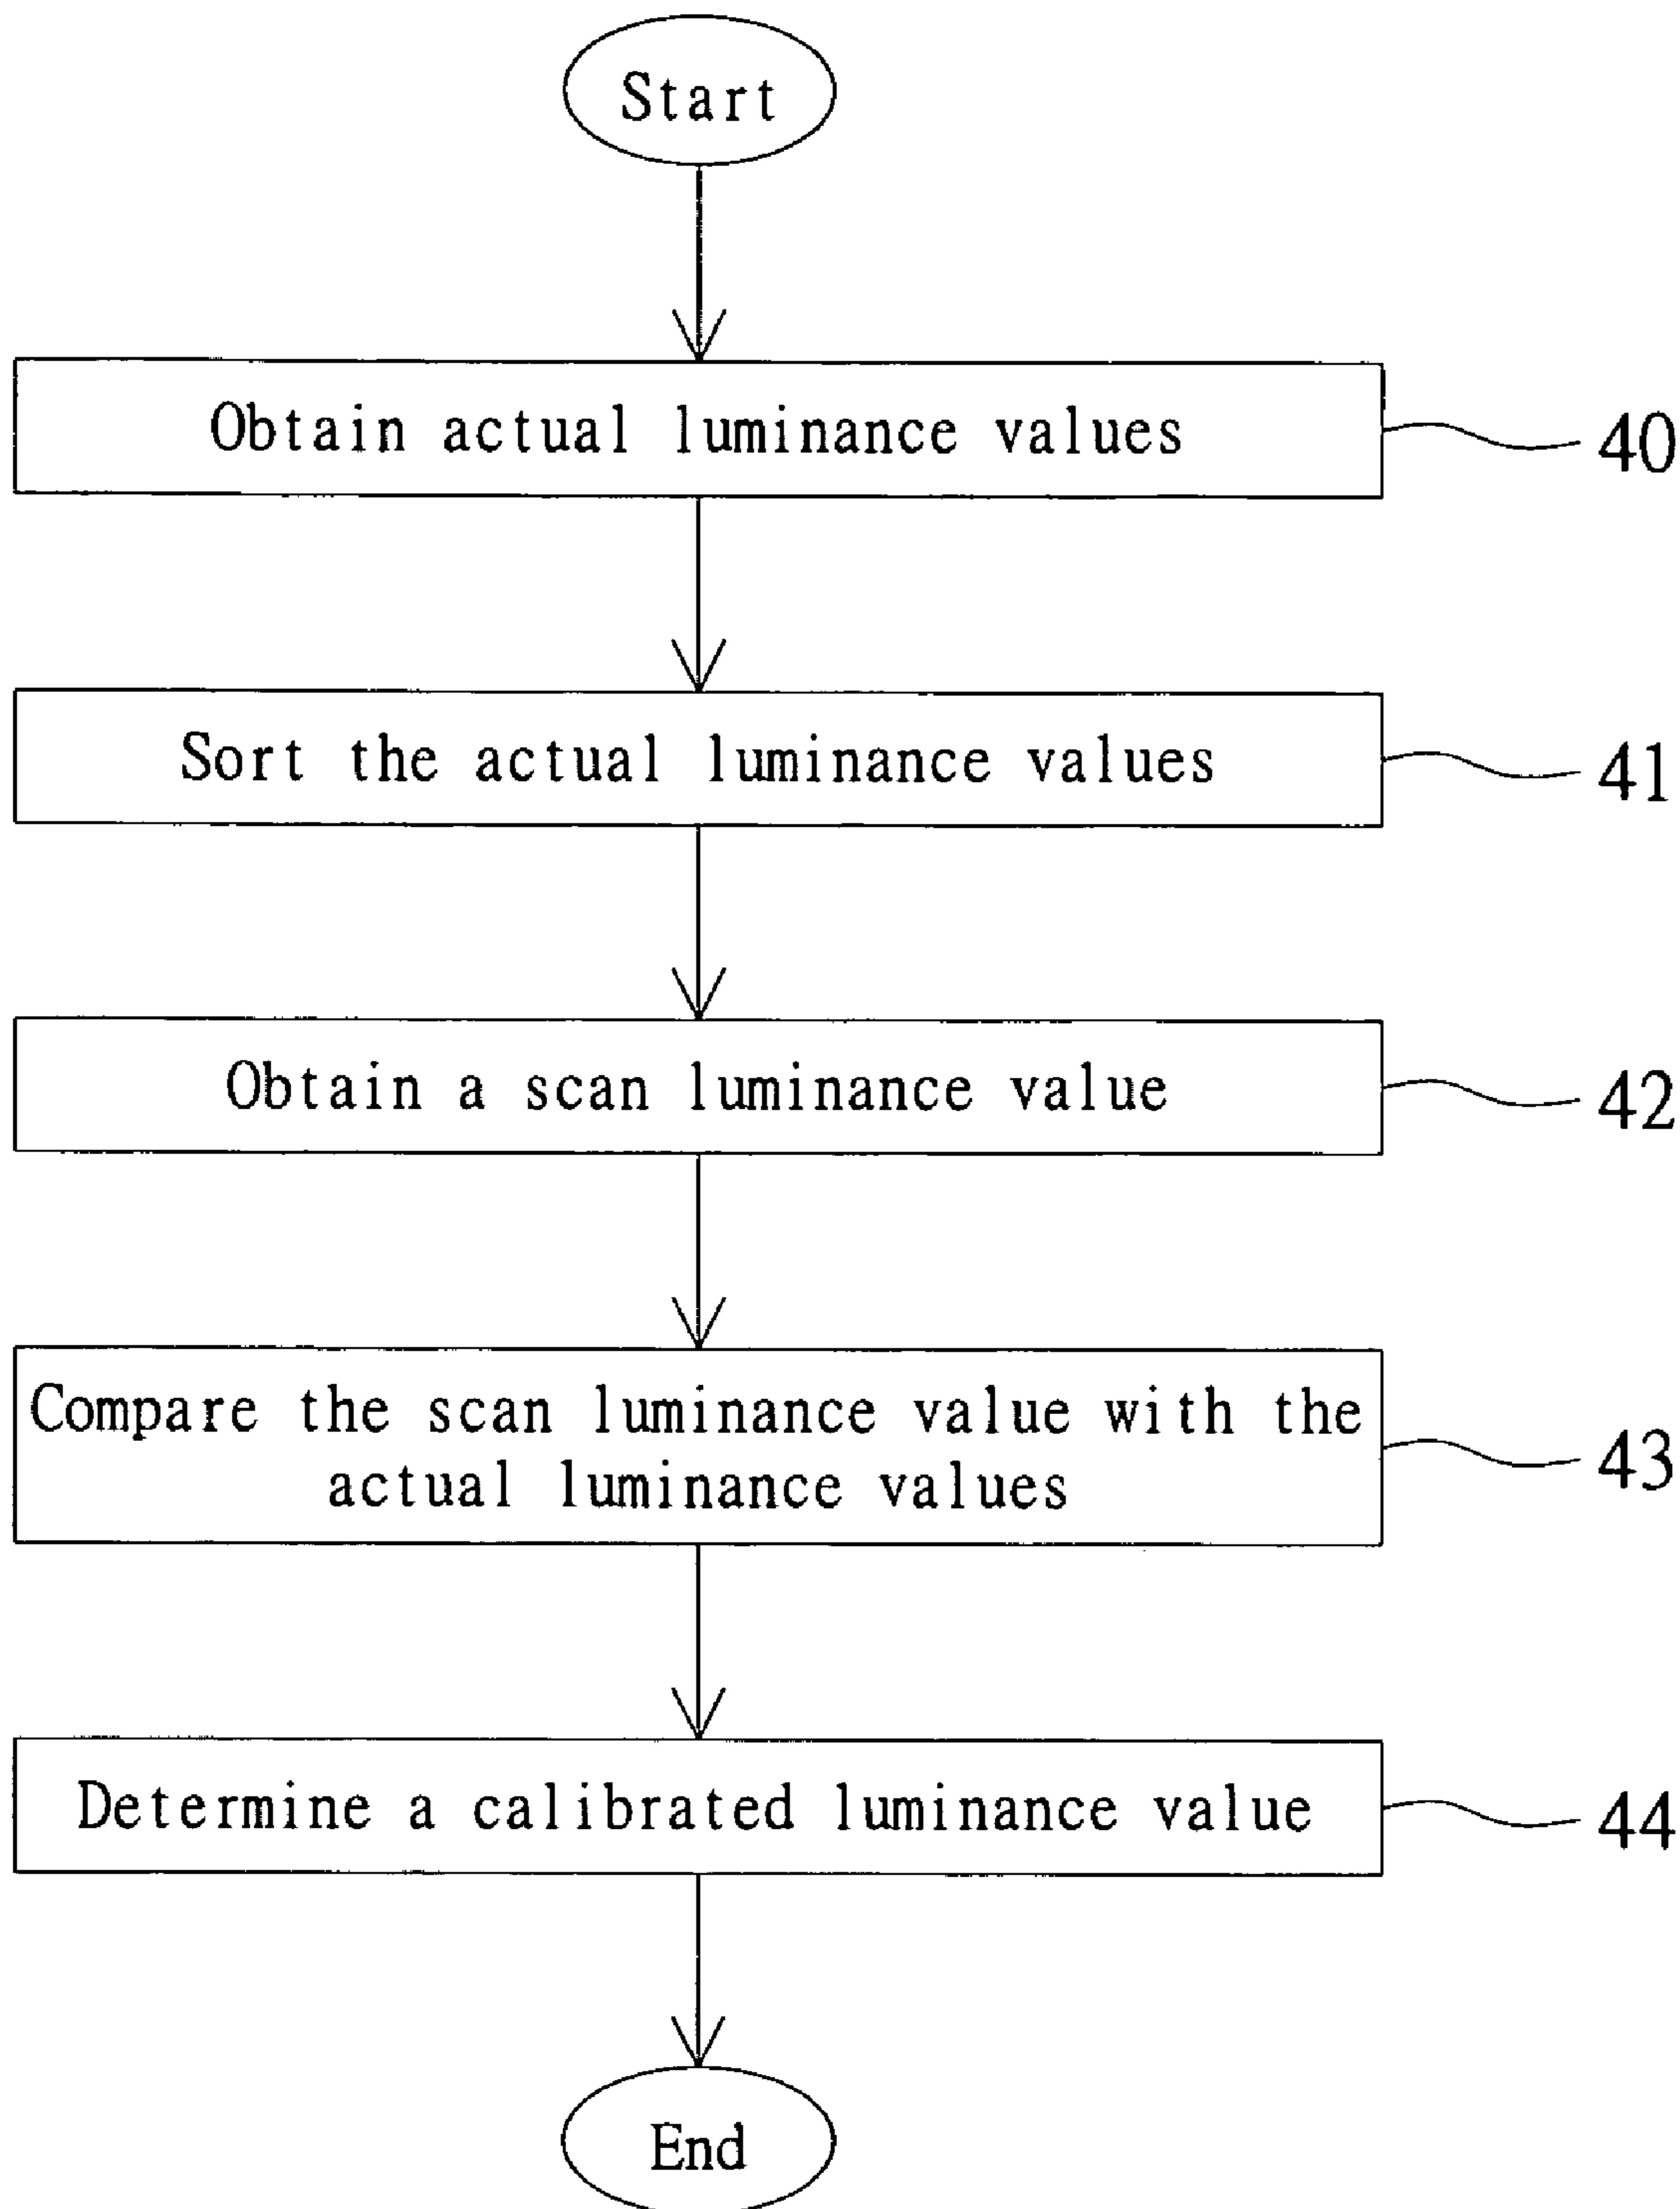 Start
Obtain actual luminance values
40
Sort the actual luminance values
41
Obtain a scan luminance value
42
Compare the scan luminance value with the
actual luminance values
43
Determine a calibrated luminance value
44
End